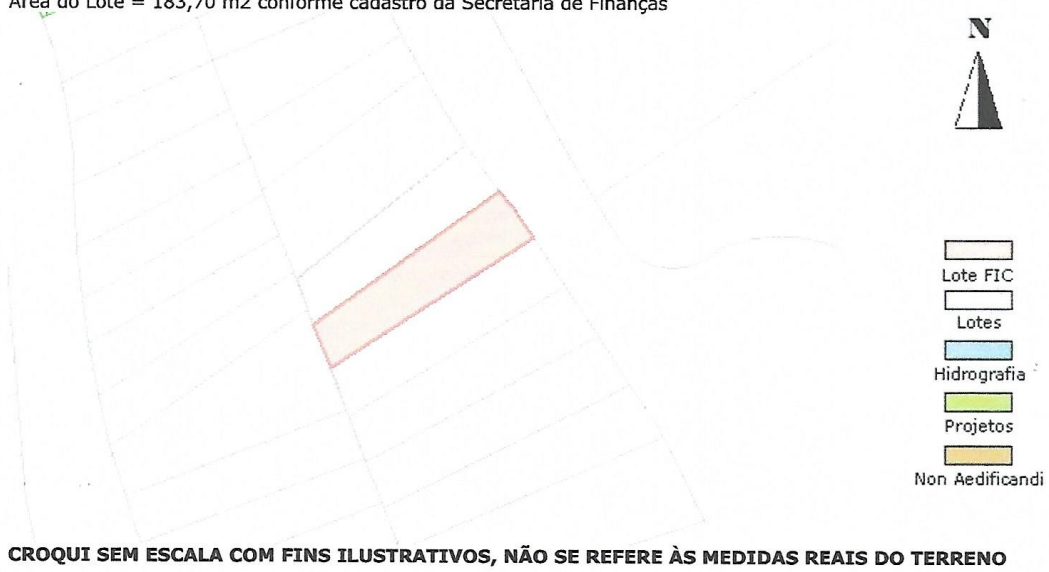 Área do Lote = 183,70 m2 conforme cadastro da Secretaria de Finanças
N
Lote FIC
Lotes
Hidrografia
Projetos
Non Aedificandi
CROQUI SEM ESCALA COM FINS ILUSTRATIVOS, NÃO SE REFERE ÀS MEDIDAS REAIS DO TERRENO